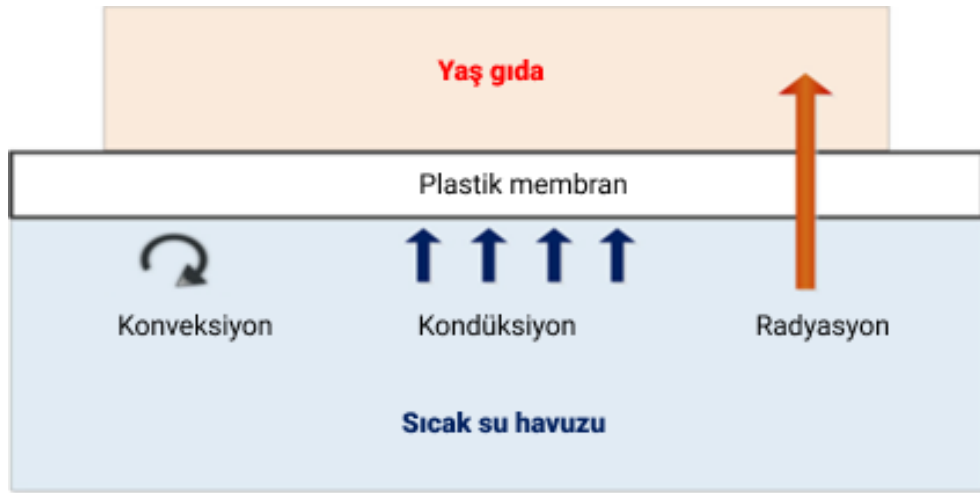 Yaş gıda
Plastik membran
Konveksiyon
Kondüksiyon
Radyasyon
Sıcak su havuzu